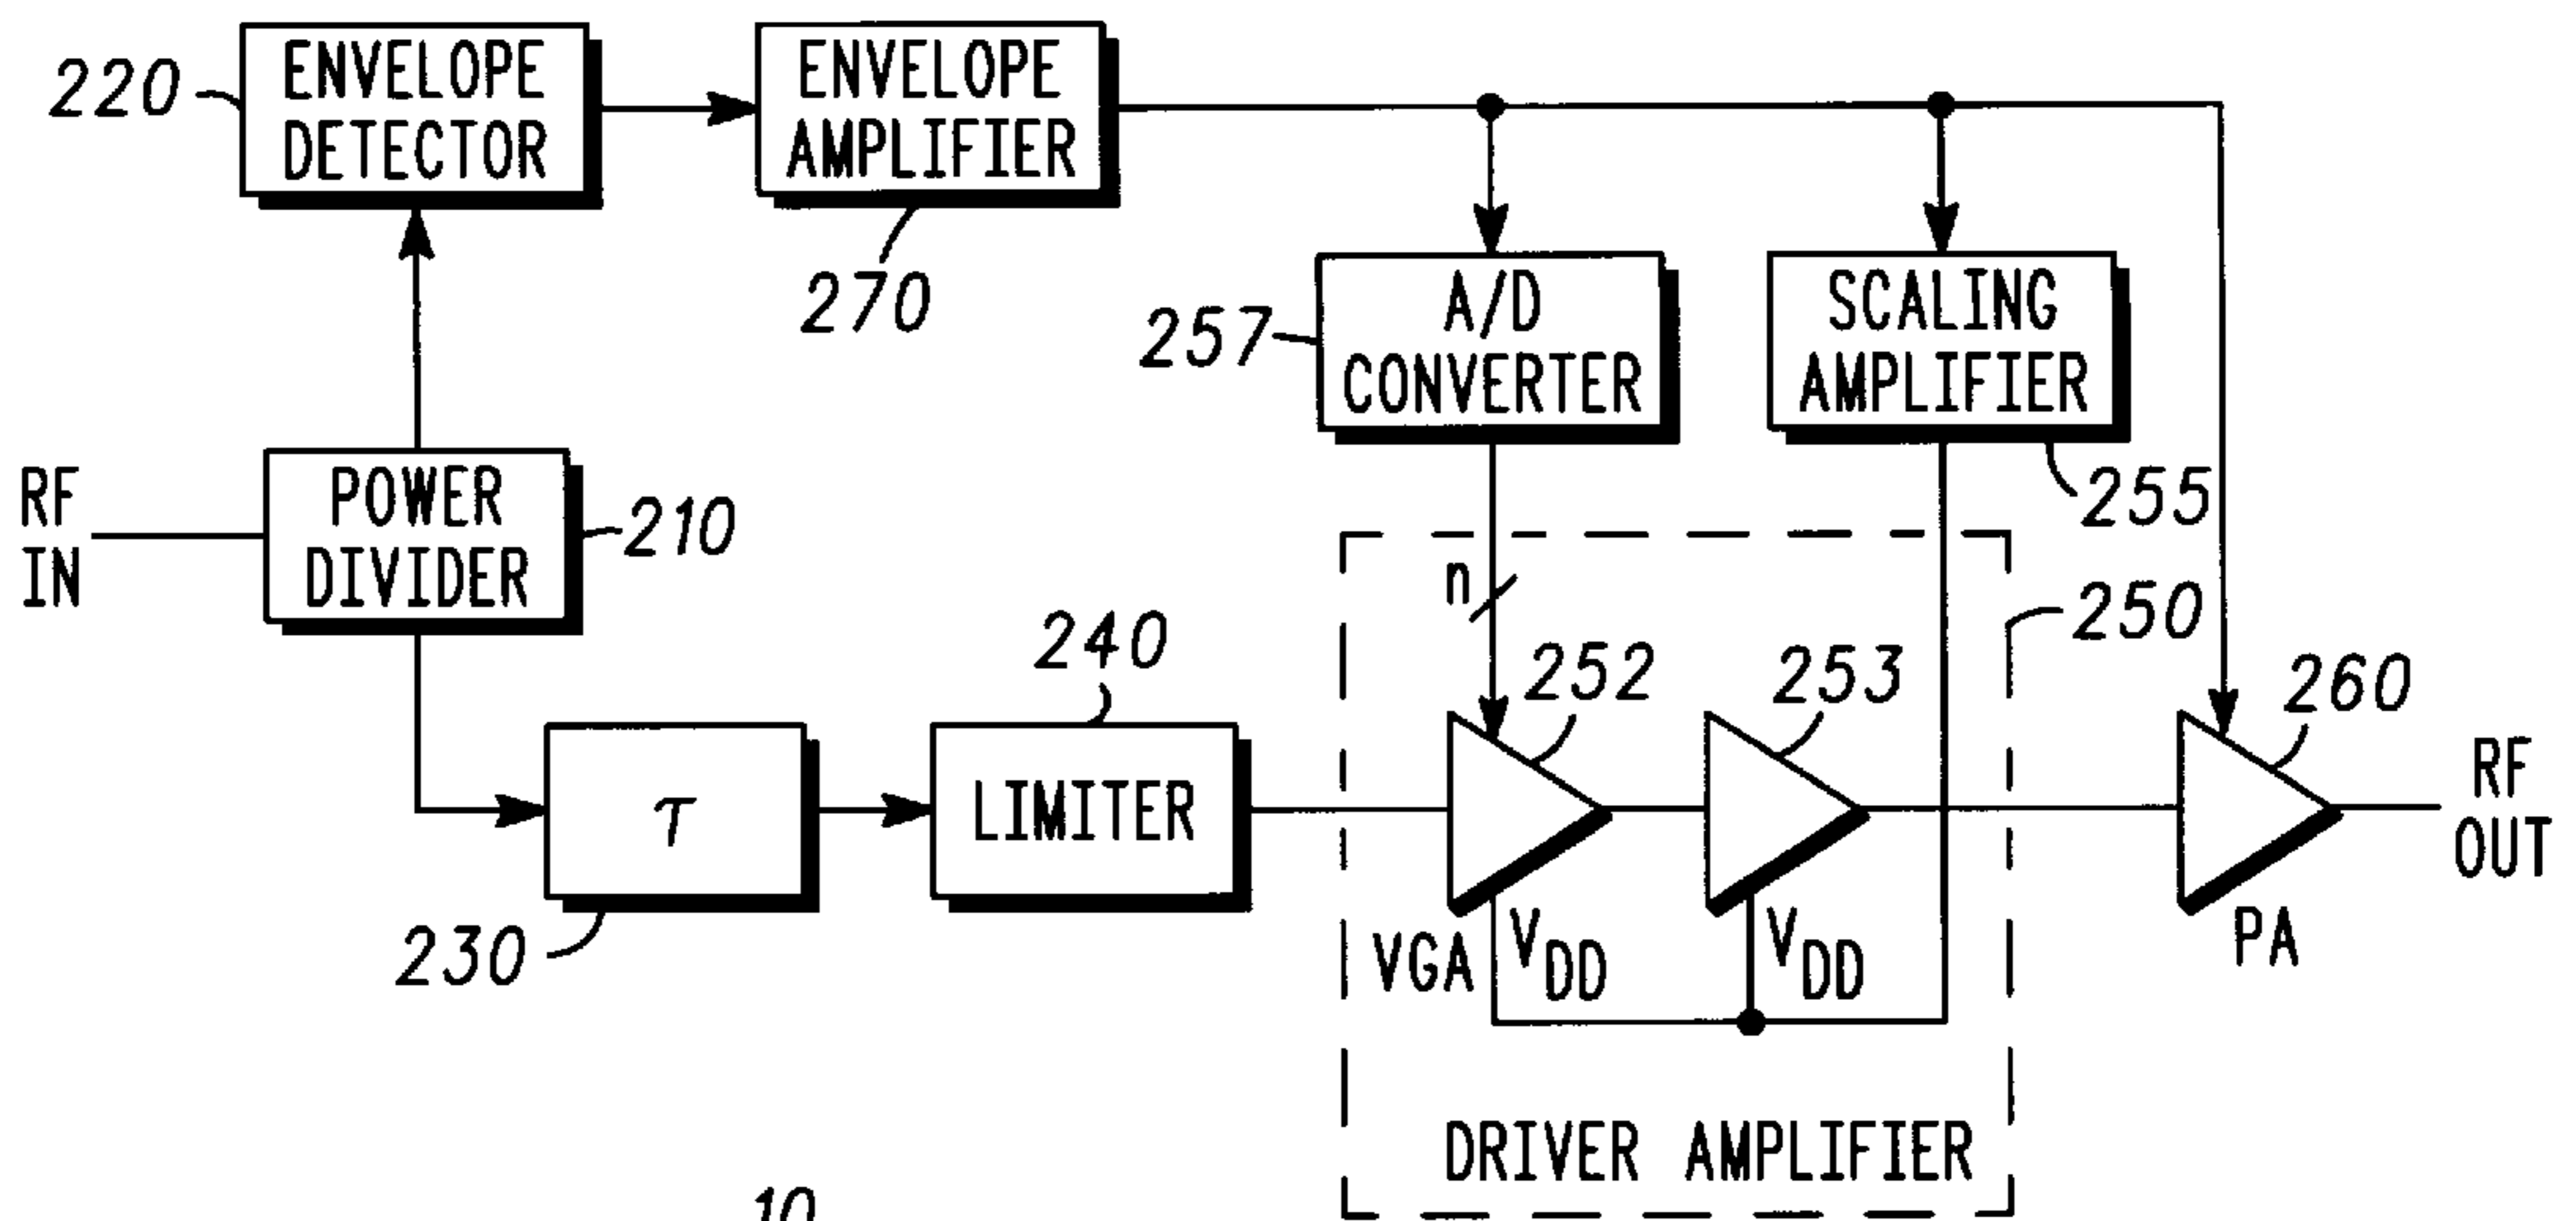 220
ENVELOPE
DETECTOR
ENVELOPE
AMPLIFIER
270
257
A/D
CONVERTER
SCALING
AMPLIFIER
255
RF
IN
POWER
DIVIDER
210
n
250
240
252
253
260
τ
LIMITER
RF
OUT
230
VGA
VDD
VDD
PA
DRIVER AMPLIFIER
10